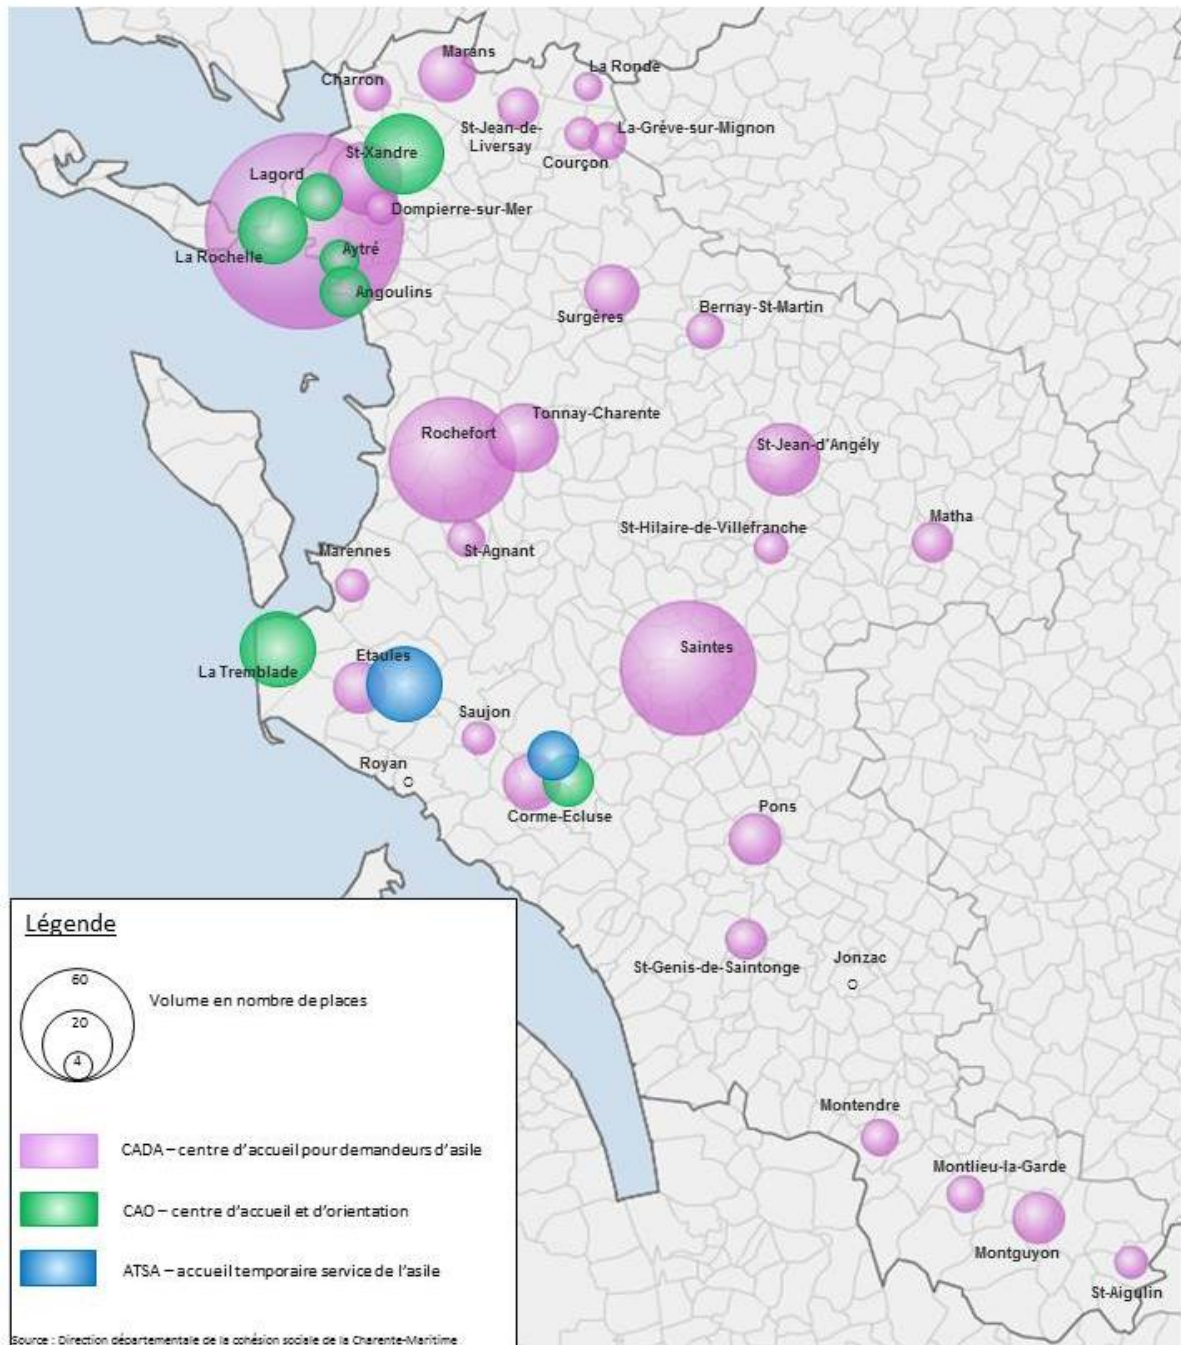 Marans
La Ronde
Charron
St-Jean-de-
Liversay
La-Grève-sur-Mignon
Courçon
St-Xandre
Lagord
Dompierre-sur-Mer
La Rochelle
Aytré
Angoulins
Surgères
Bernay-St-Martin
Tonnay-Charente
Rochefort
St-Jean-d'Angély
St-Hilaire-de-Villefranche
Matha
St-Agnant
Marennes
Saintes
La Tremblade
Etaules
Saujon
Royan
Corme-Ecluse
Pons
St-Genis-de-Saintonge
Jonzac
Montendre
Montlieu-la-Garde
Montguyon
St-Aigulin
Légende
60
20
4
Volume en nombre de places
CADA – centre d'accueil pour demandeurs d'asile
CAO – centre d'accueil et d'orientation
ATSA – accueil temporaire service de l'asile
Source : Direction départementale de la cohésion sociale de la Charente-Maritime